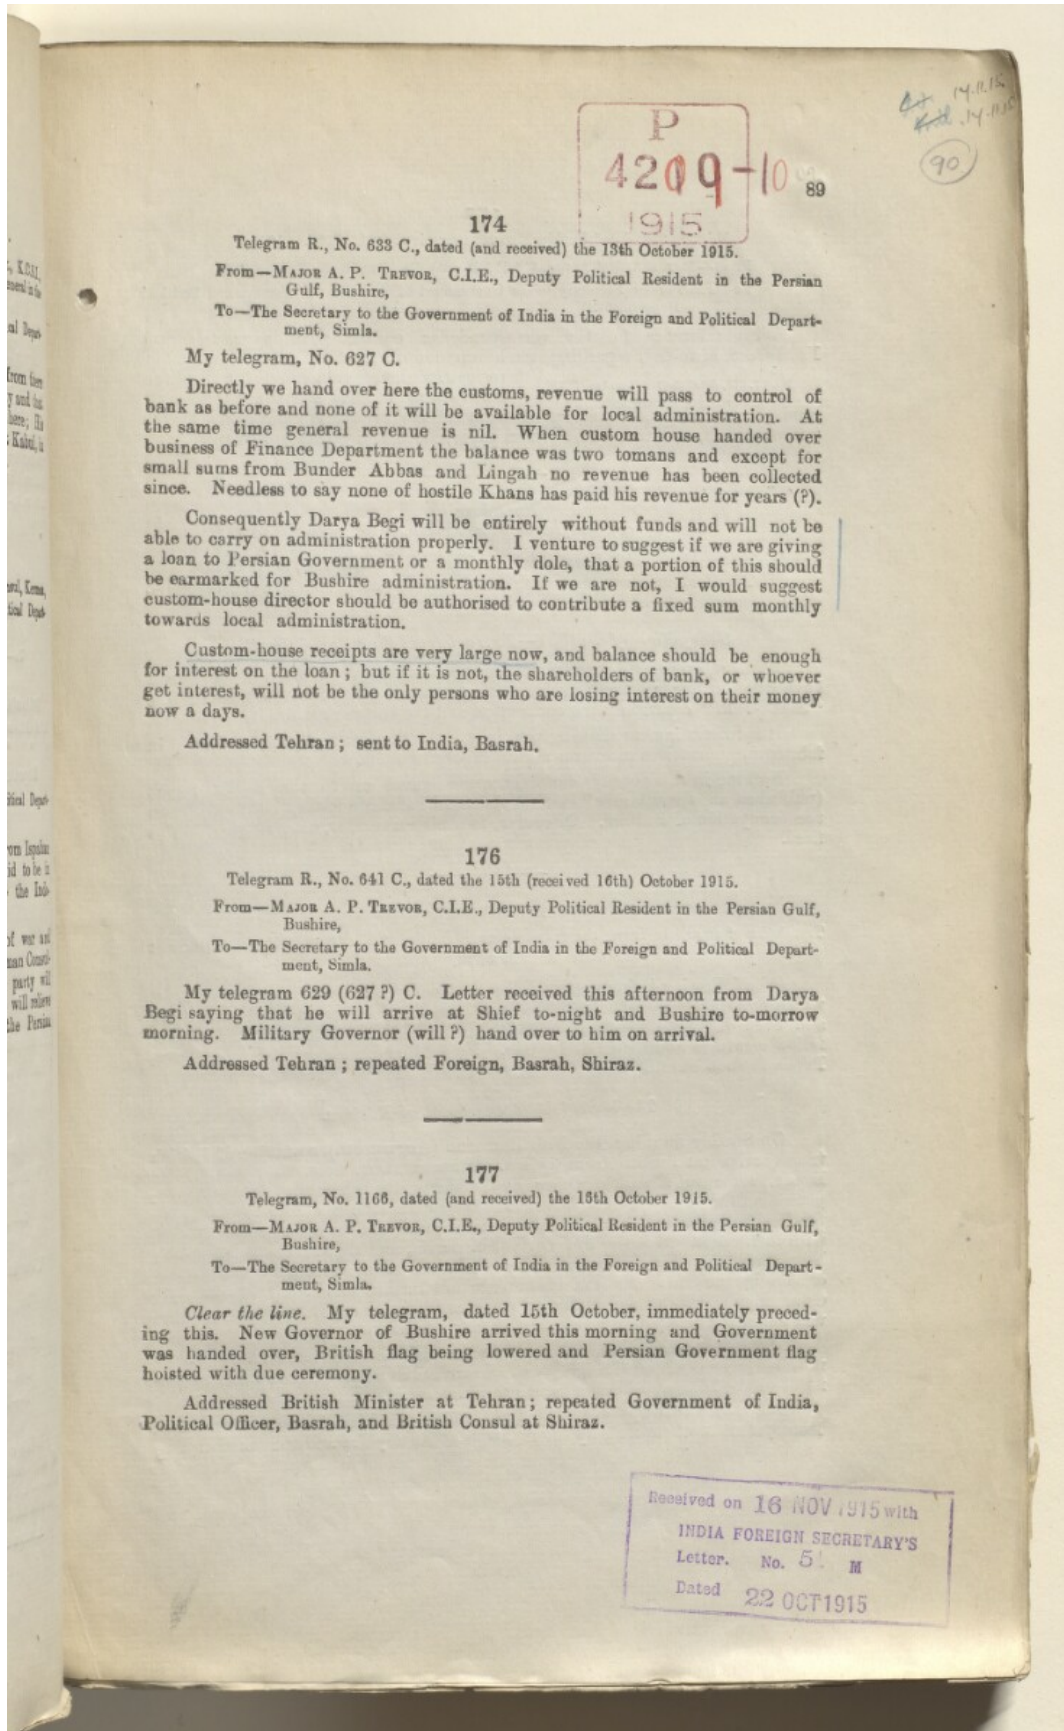 14.11.15
14.11.15
90
P
4209-10
1915
89
174
Telegram R., No. 633 C., dated (and received) the 13th October 1915.
From—MAJOR A. P. TREVOR, C.I.E., Deputy Political Resident in the Persian
Gulf, Bushire,
To—The Secretary to the Government of India in the Foreign and Political Depart-
ment, Simla.
My telegram, No. 627 C.
Directly we hand over here the customs, revenue will pass to control of
bank as before and none of it will be available for local administration. At
the same time general revenue is nil. When custom house handed over
business of Finance Department the balance was two tomans and except for
small sums from Bunder Abbas and Lingah no revenue has been collected
since. Needless to say none of hostile Khans has paid his revenue for years (?).
Consequently Darya Begi will be entirely without funds and will not be
able to carry on administration properly. I venture to suggest if we are giving
a loan to Persian Government or a monthly dole, that a portion of this should
be earmarked for Bushire administration. If we are not, I would suggest
custom-house director should be authorised to contribute a fixed sum monthly
towards local administration.
Custom-house receipts are very large now, and balance should be enough
for interest on the loan; but if it is not, the shareholders of bank, or whoever
get interest, will not be the only persons who are losing interest on their money
now a days.
Addressed Tehran; sent to India, Basrah.
176
Telegram R., No. 641 C., dated the 15th (received 16th) October 1915.
From—MAJOR A. P. TREVOR, C.I.E., Deputy Political Resident in the Persian Gulf,
Bushire,
To—The Secretary to the Government of India in the Foreign and Political Depart-
ment, Simla.
My telegram 629 (627 ?) C. Letter received this afternoon from Darya
Begi saying that he will arrive at Shief to-night and Bushire to-morrow
morning. Military Governor (will ?) hand over to him on arrival.
Addressed Tehran; repeated Foreign, Basrah, Shiraz.
177
Telegram, No. 1166, dated (and received) the 16th October 1915.
From—MAJOR A. P. TREVOR, C.I.E., Deputy Political Resident in the Persian Gulf,
Bushire,
To—The Secretary to the Government of India in the Foreign and Political Depart-
ment, Simla.
Clear the line. My telegram, dated 15th October, immediately preced-
ing this. New Governor of Bushire arrived this morning and Government
was handed over, British flag being lowered and Persian Government flag
hoisted with due ceremony.
Addressed British Minister at Tehran; repeated Government of India,
Political Officer, Basrah, and British Consul at Shiraz.
Received on 16 NOV 1915 with
INDIA FOREIGN SECRETARY'S
Letter. No. 5 M
Dated 22 OCT 1915